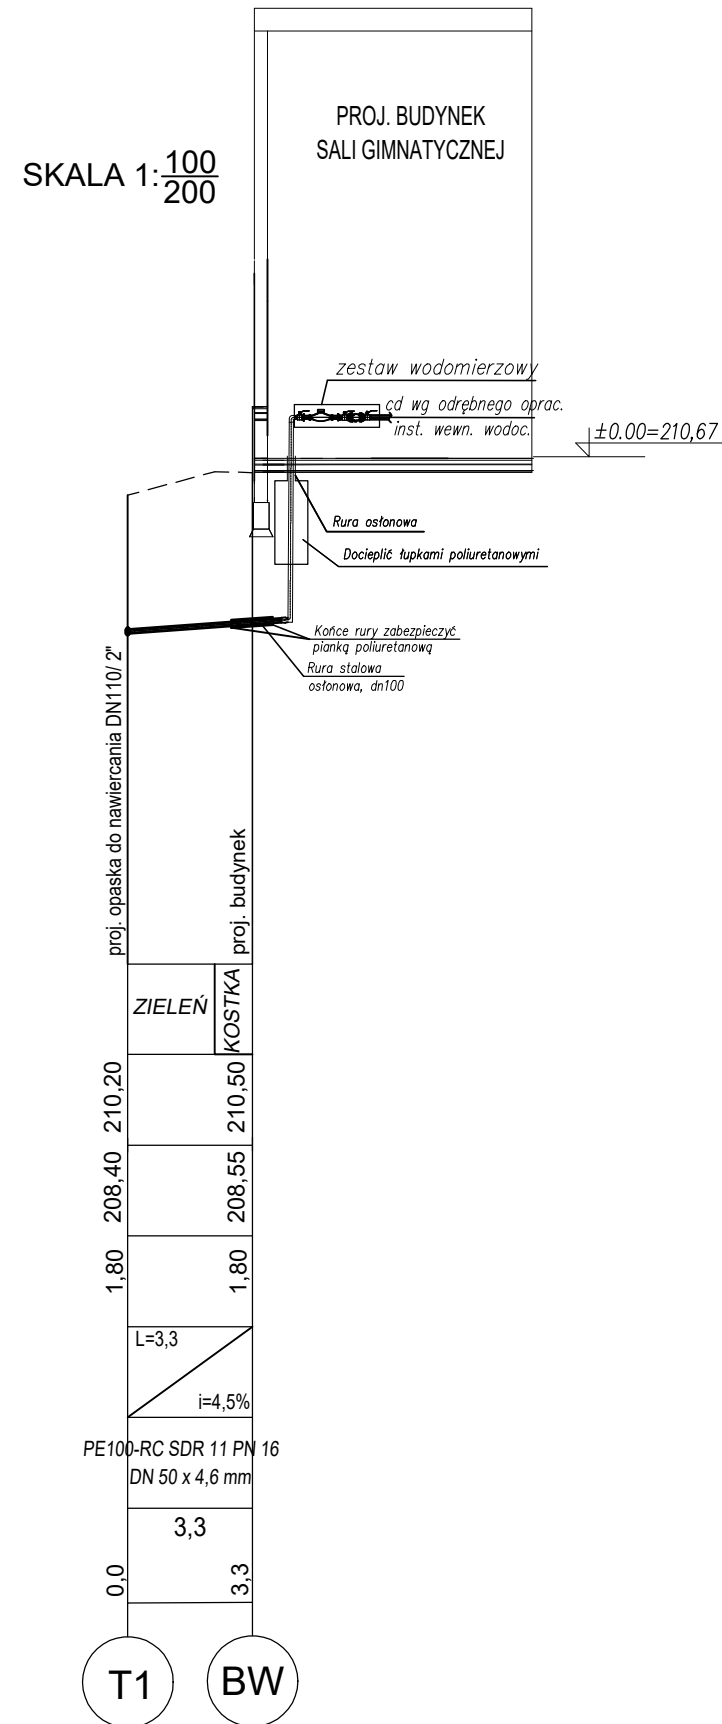 PROJ. BUDYNEK
SALI GIMNATYCZNEJ
SKALA 1:100/200
zestaw wodomierzowy
cd wg odrębnego oprac.
inst. wewn. wodoc.
±0.00=210,67
Rura osłonowa
Docieplić łupkami poliuretanowymi
Końce rury zabezpieczyć
pianką poliuretanową
Rura stalowa
osłonowa, dn100
proj. opaska do nawiercania DN110/ 2"
proj. budynek
ZIELEŃ
KOSTKA
210,20
210,50
208,40
208,55
1,80
1,80
L=3,3
i=4,5%
PE100-RC SDR 11 PN 16
DN 50 x 4,6 mm
3,3
0,0
3,3
T1
BW